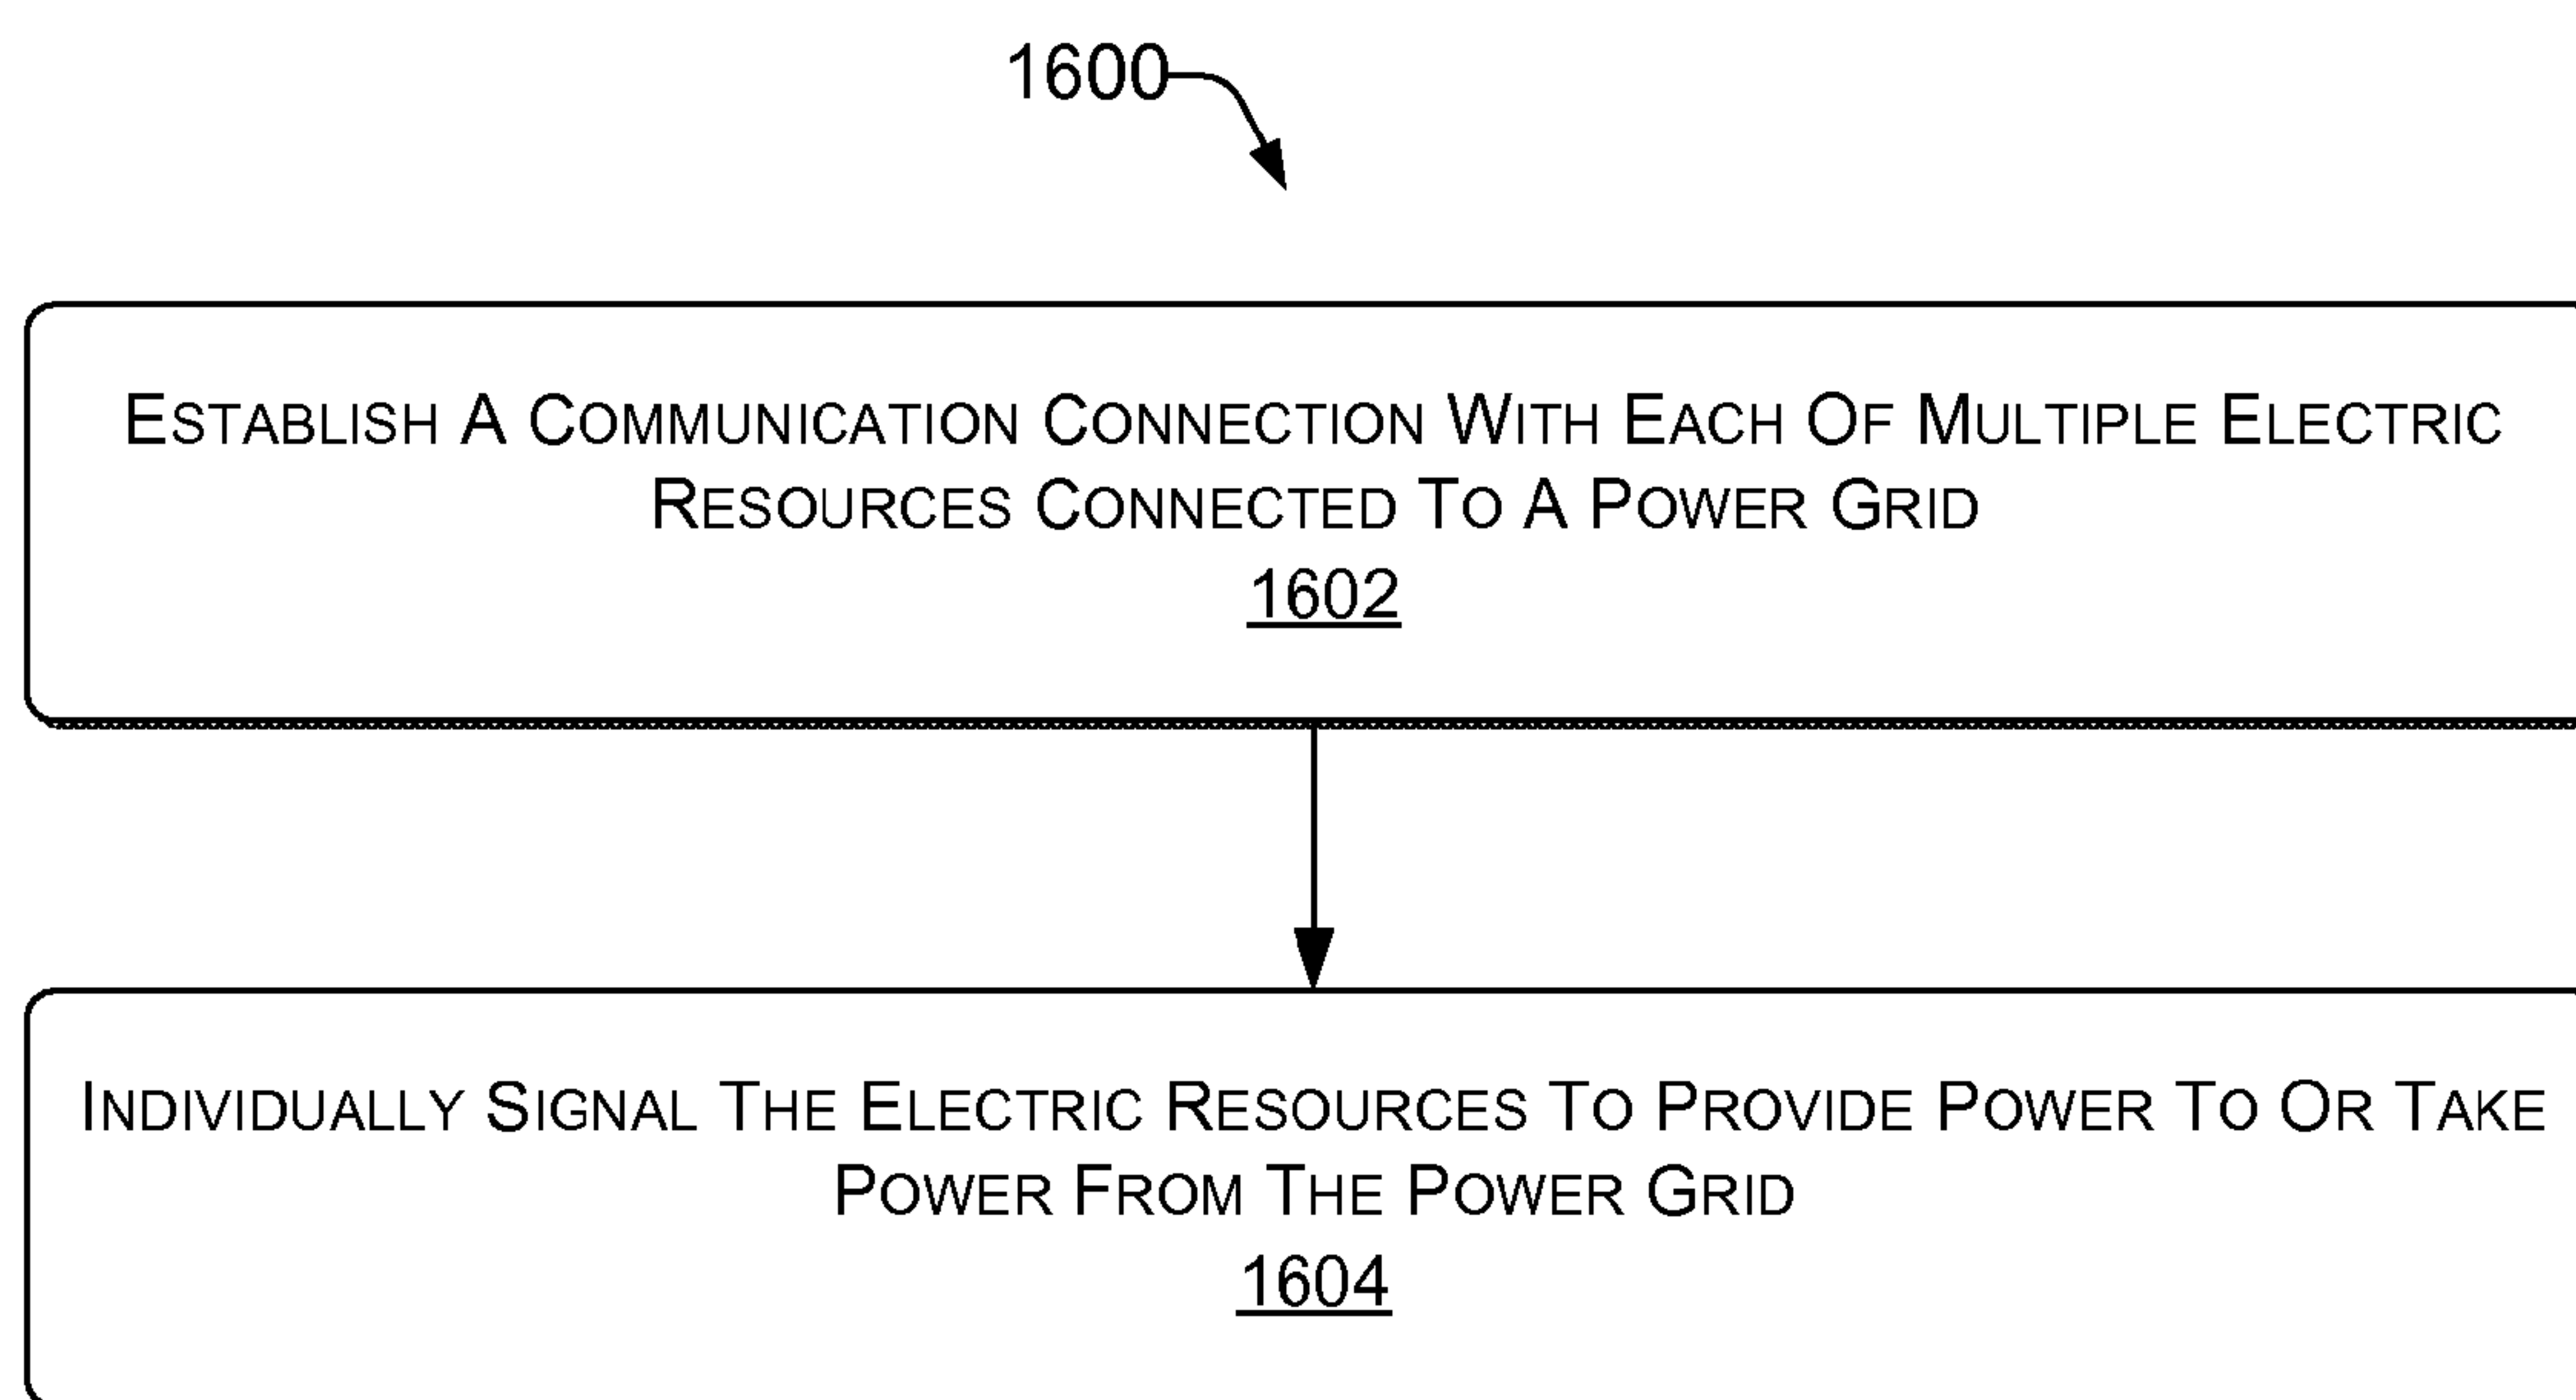 1600
Establish A Communication Connection With Each Of Multiple Electric
Resources Connected To A Power Grid
1602
Individually Signal The Electric Resources To Provide Power To Or Take
Power From The Power Grid
1604